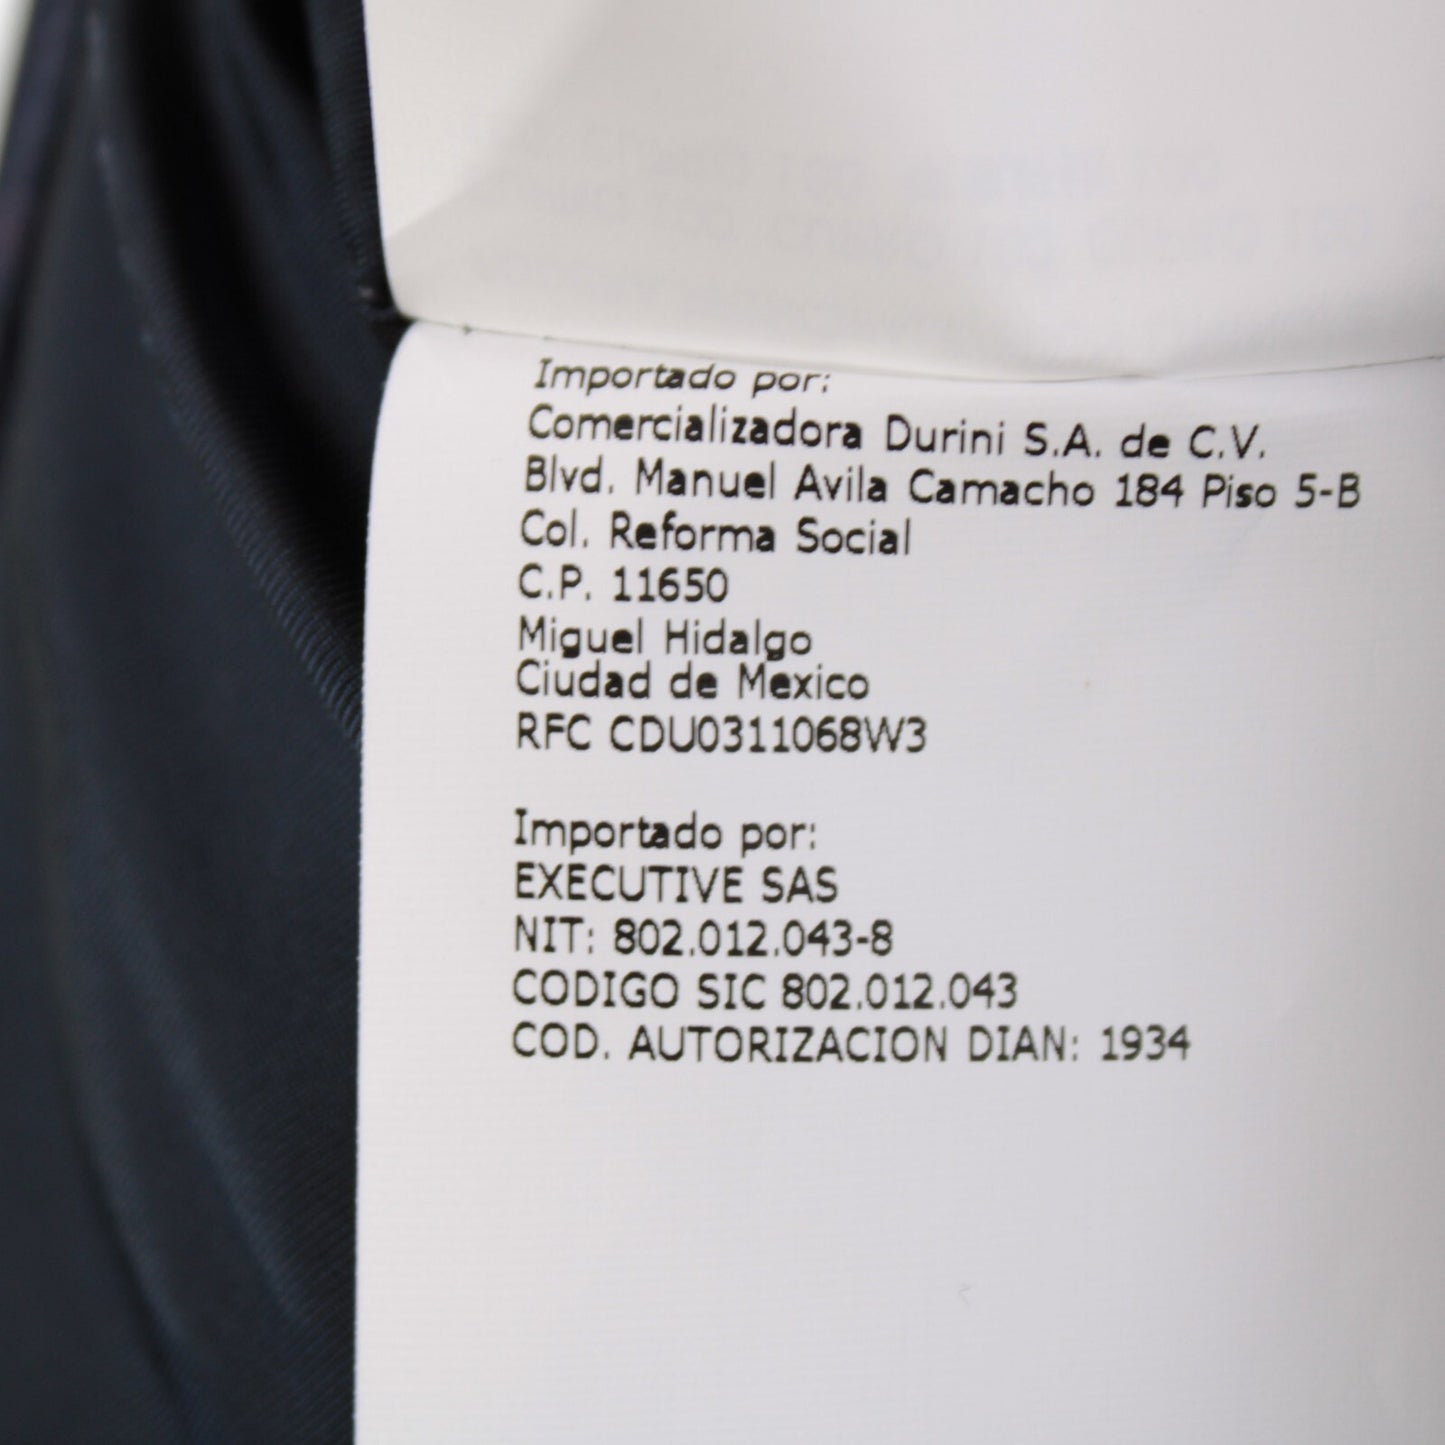 Importado por:
Comercializadora Durini S.A. de C.V.
Blvd. Manuel Avila Camacho 184 Piso 5-B
Col. Reforma Social
C.P. 11650
Miguel Hidalgo
Ciudad de Mexico
RFC CDU0311068W3
Importado por:
EXECUTIVE SAS
NIT: 802.012.043-8
CODIGO SIC 802.012.043
COD. AUTORIZACION DIAN: 1934